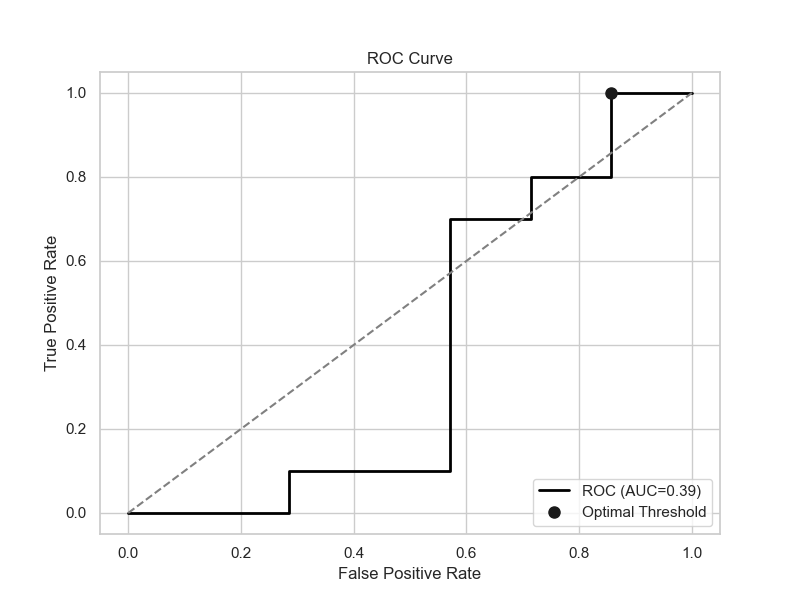 ROC Curve
True Positive Rate
1.0
0.8
0.6
0.4
0.2
0.0
0.0 0.2 0.4 0.6 0.8 1.0
False Positive Rate
ROC (AUC=0.39)
Optimal Threshold